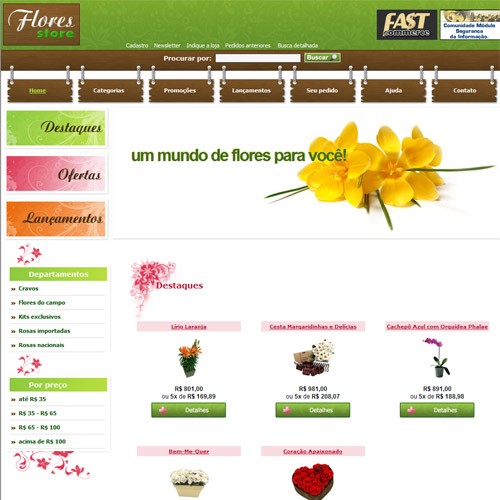 Flores
store
FAST
commerce
Comunidade Módulo
Segurança
da Informação.
Cadastro Newsletter Indique a loja Pedidos anteriores Busca detalhada
Procurar por: Buscar
Home Categorias Promoções Lançamentos Seu pedido Ajuda Contato
Destaques
Ofertas
Lançamentos
um mundo de flores para você!
Departamentos
Cravos
Flores do campo
Kits exclusivos
Rosas importadas
Rosas nacionais
Por preço
até R$ 35
R$ 35 - R$ 65
R$ 65 - R$ 100
acima de R$ 100
Destaques
Lírio Laranja Cesta Margaridinhas e Delícias Cachepô Azul com Orquídea Phalae
R$ 801,00 R$ 981,00 R$ 891,00
ou 5x de R$ 169,89 ou 5x de R$ 208,07 ou 5x de R$ 188,98
Detalhes Detalhes Detalhes
Bem-Me-Quer Coração Apaixonado